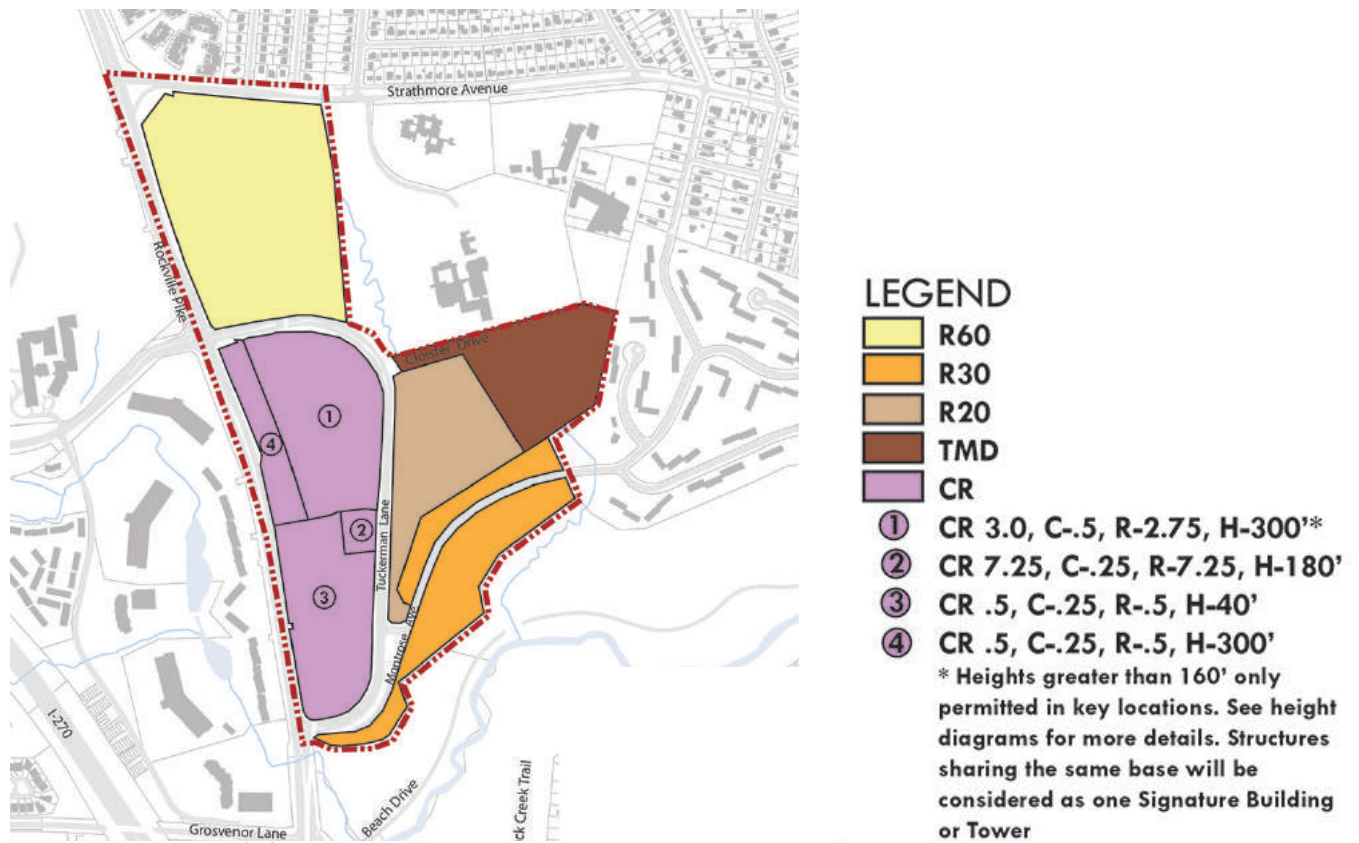 Strathmore Avenue
Rockville Pike
Cloister Drive
1
4
2
Tuckerman Lane
3
Montrose Ave
I-270
Beach Drive
ck Creek Trail
Grosvenor Lane
LEGEND
R60
R30
R20
TMD
CR
1 CR 3.0, C-.5, R-2.75, H-300'*
2 CR 7.25, C-.25, R-7.25, H-180'
3 CR .5, C-.25, R-.5, H-40'
4 CR .5, C-.25, R-.5, H-300'
* Heights greater than 160' only
permitted in key locations. See height
diagrams for more details. Structures
sharing the same base will be
considered as one Signature Building
or Tower